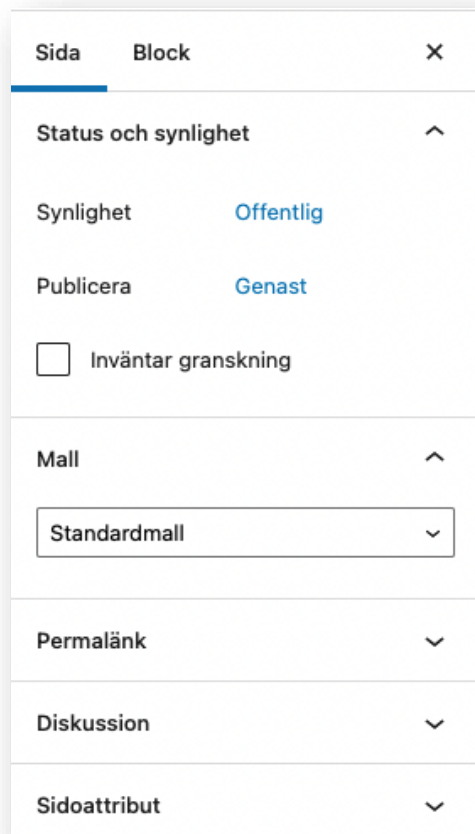 Sida Block
Status och synlighet
Synlighet Offentlig
Publicera Genast
Inväntar granskning
Mall
Standardmall
Permalänk
Diskussion
Sidoattribut